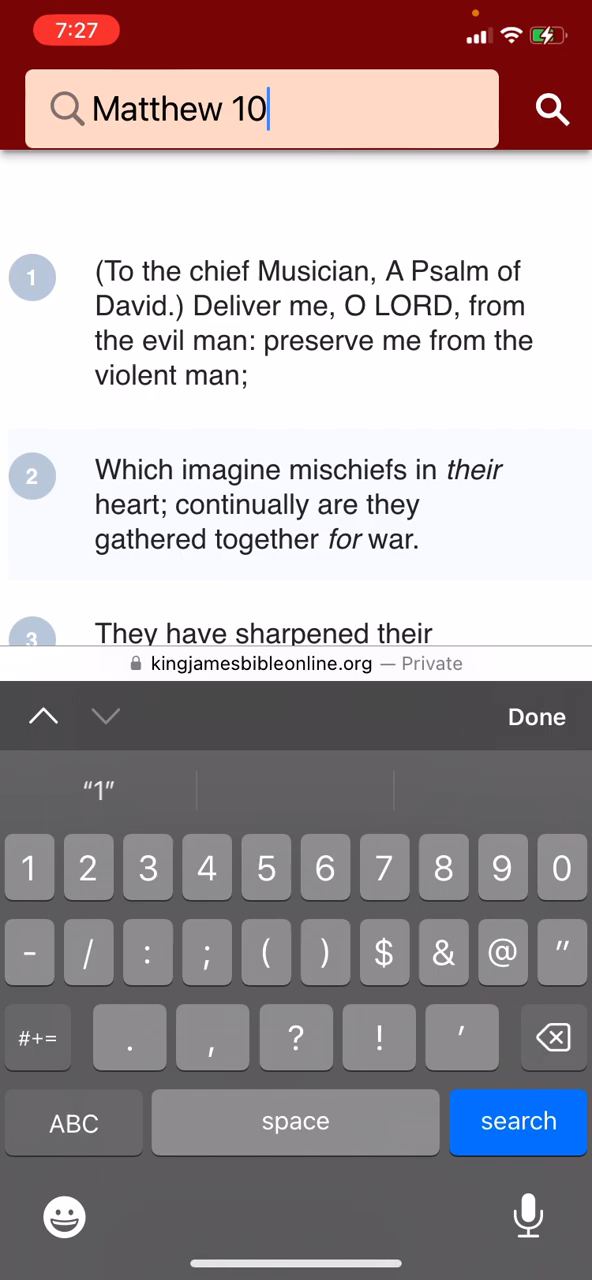 7:27
Matthew 10
1
(To the chief Musician, A Psalm of
David.) Deliver me, O LORD, from
the evil man: preserve me from the
violent man;
2
Which imagine mischiefs in their
heart; continually are they
gathered together for war.
3
They have sharpened their
kingjamesbibleonline.org — Private
Done
“1”
1 2 3 4 5 6 7 8 9 0
- / : ; ( ) $ & @ "
#+= . , ? ! '
ABC space search